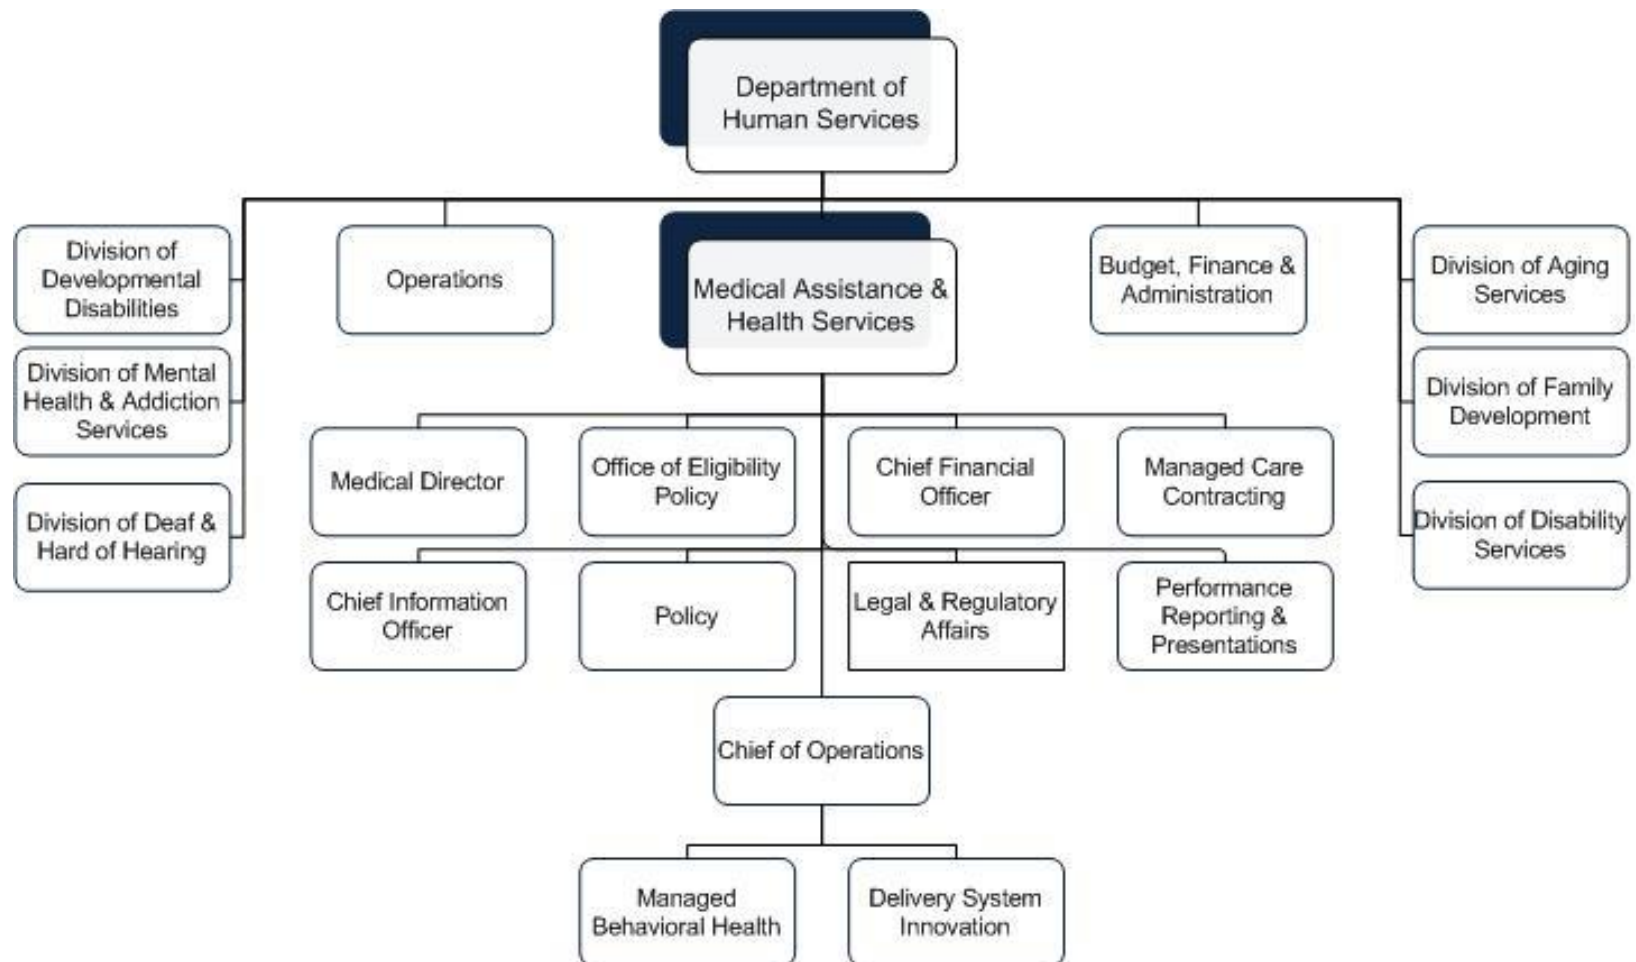 Department of
Human Services
Division of
Developmental
Disabilities
Operations
Medical Assistance &
Health Services
Budget, Finance &
Administration
Division of Aging
Services
Division of Mental
Health & Addiction
Services
Division of Family
Development
Medical Director
Office of Eligibility
Policy
Chief Financial
Officer
Managed Care
Contracting
Division of Deaf &
Hard of Hearing
Division of Disability
Services
Chief Information
Officer
Policy
Legal & Regulatory
Affairs
Performance
Reporting &
Presentations
Chief of Operations
Managed
Behavioral Health
Delivery System
Innovation